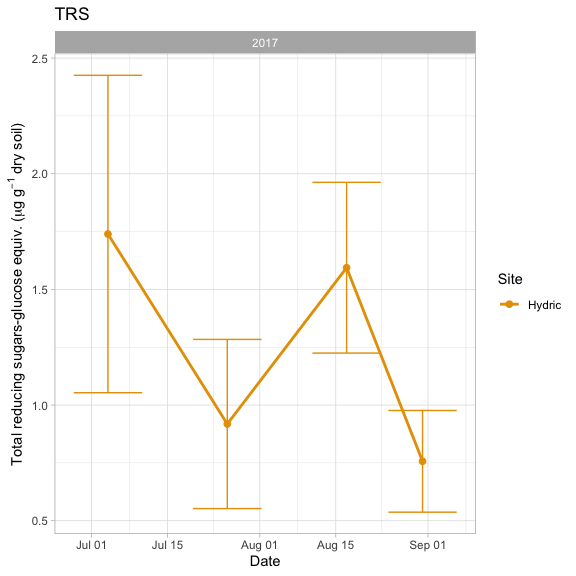 TRS
2017
2.5
2.0
1.5
1.0
0.5
Total reducing sugars-glucose equiv. (μg g⁻¹ dry soil)
Jul 01 Jul 15 Aug 01 Aug 15 Sep 01
Date
Site
Hydric